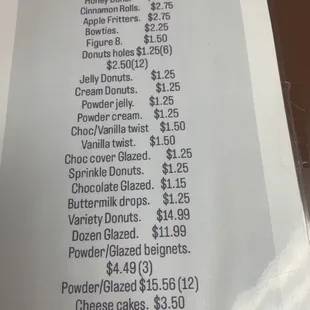 Honey Donut
Cinnamon Rolls. $2.75
Apple Fritters. $2.75
Bowties. $2.25
Figure 8. $1.50
Donuts holes $1.25(6)
$2.50(12)
Jelly Donuts. $1.25
Cream Donuts. $1.25
Powder jelly. $1.25
Powder cream. $1.25
Choc/Vanilla twist $1.50
Vanilla twist. $1.50
Choc cover Glazed. $1.25
Sprinkle Donuts. $1.25
Chocolate Glazed. $1.15
Buttermilk drops. $1.25
Variety Donuts. $14.99
Dozen Glazed. $11.99
Powder/Glazed beignets.
$4.49 (3)
Powder/Glazed $15.56 (12)
Cheese cakes. $3.50